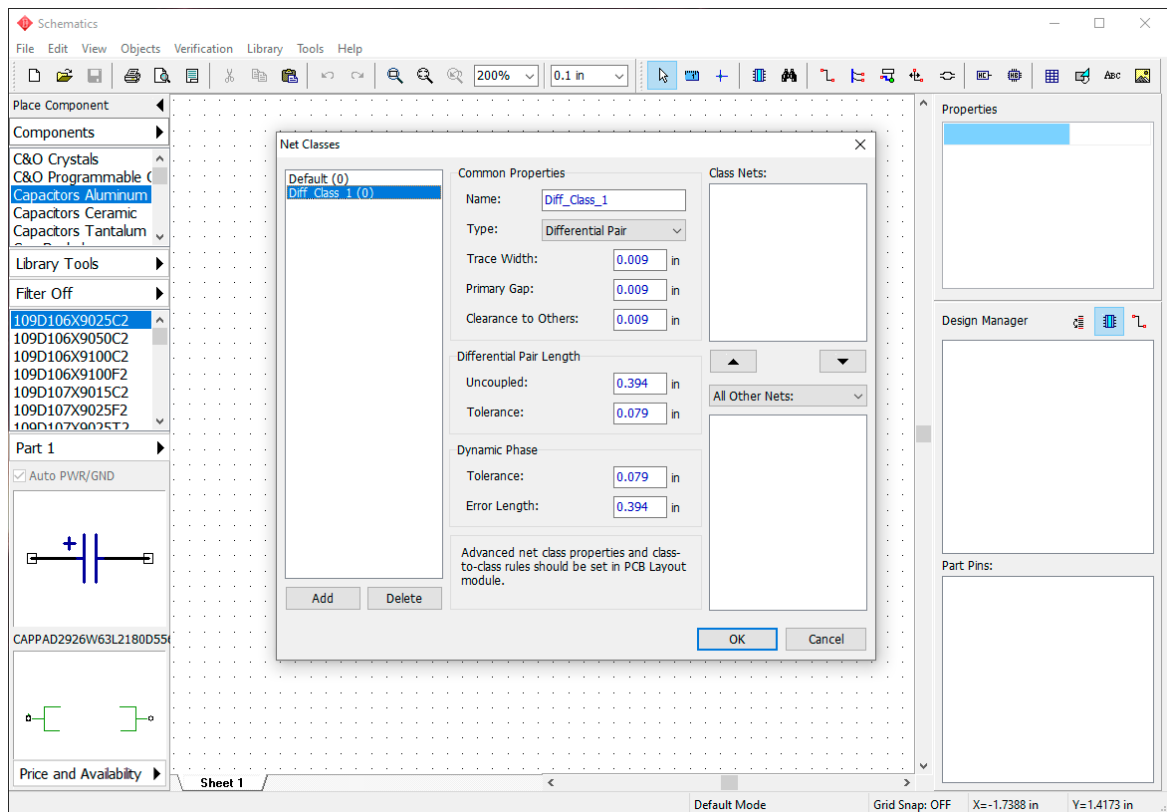 Schematics
File Edit View Objects Verification Library Tools Help
200% 0.1 in
ABC
Place Component
Components
C&O Crystals
C&O Programmable
Capacitors Aluminum
Capacitors Ceramic
Capacitors Tantalum
Library Tools
Filter Off
109D106X9025C2
109D106X9050C2
109D106X9100C2
109D106X9100F2
109D107X9015C2
109D107X9025F2
109D107X9025T2
Part 1
Auto PWR/GND
CAPPAD2926W63L2180D556
Price and Availability
Net Classes
Default (0)
Diff_Class_1 (0)
Add Delete
Common Properties
Name: Diff_Class_1
Type: Differential Pair
Trace Width: 0.009 in
Primary Gap: 0.009 in
Clearance to Others: 0.009 in
Differential Pair Length
Uncoupled: 0.394 in
Tolerance: 0.079 in
Dynamic Phase
Tolerance: 0.079 in
Error Length: 0.394 in
Advanced net class properties and class-
to-class rules should be set in PCB Layout
module.
Class Nets:
All Other Nets:
OK Cancel
Properties
Design Manager
Part Pins:
Sheet 1
Default Mode Grid Snap: OFF X=-1.7388 in Y=1.4173 in